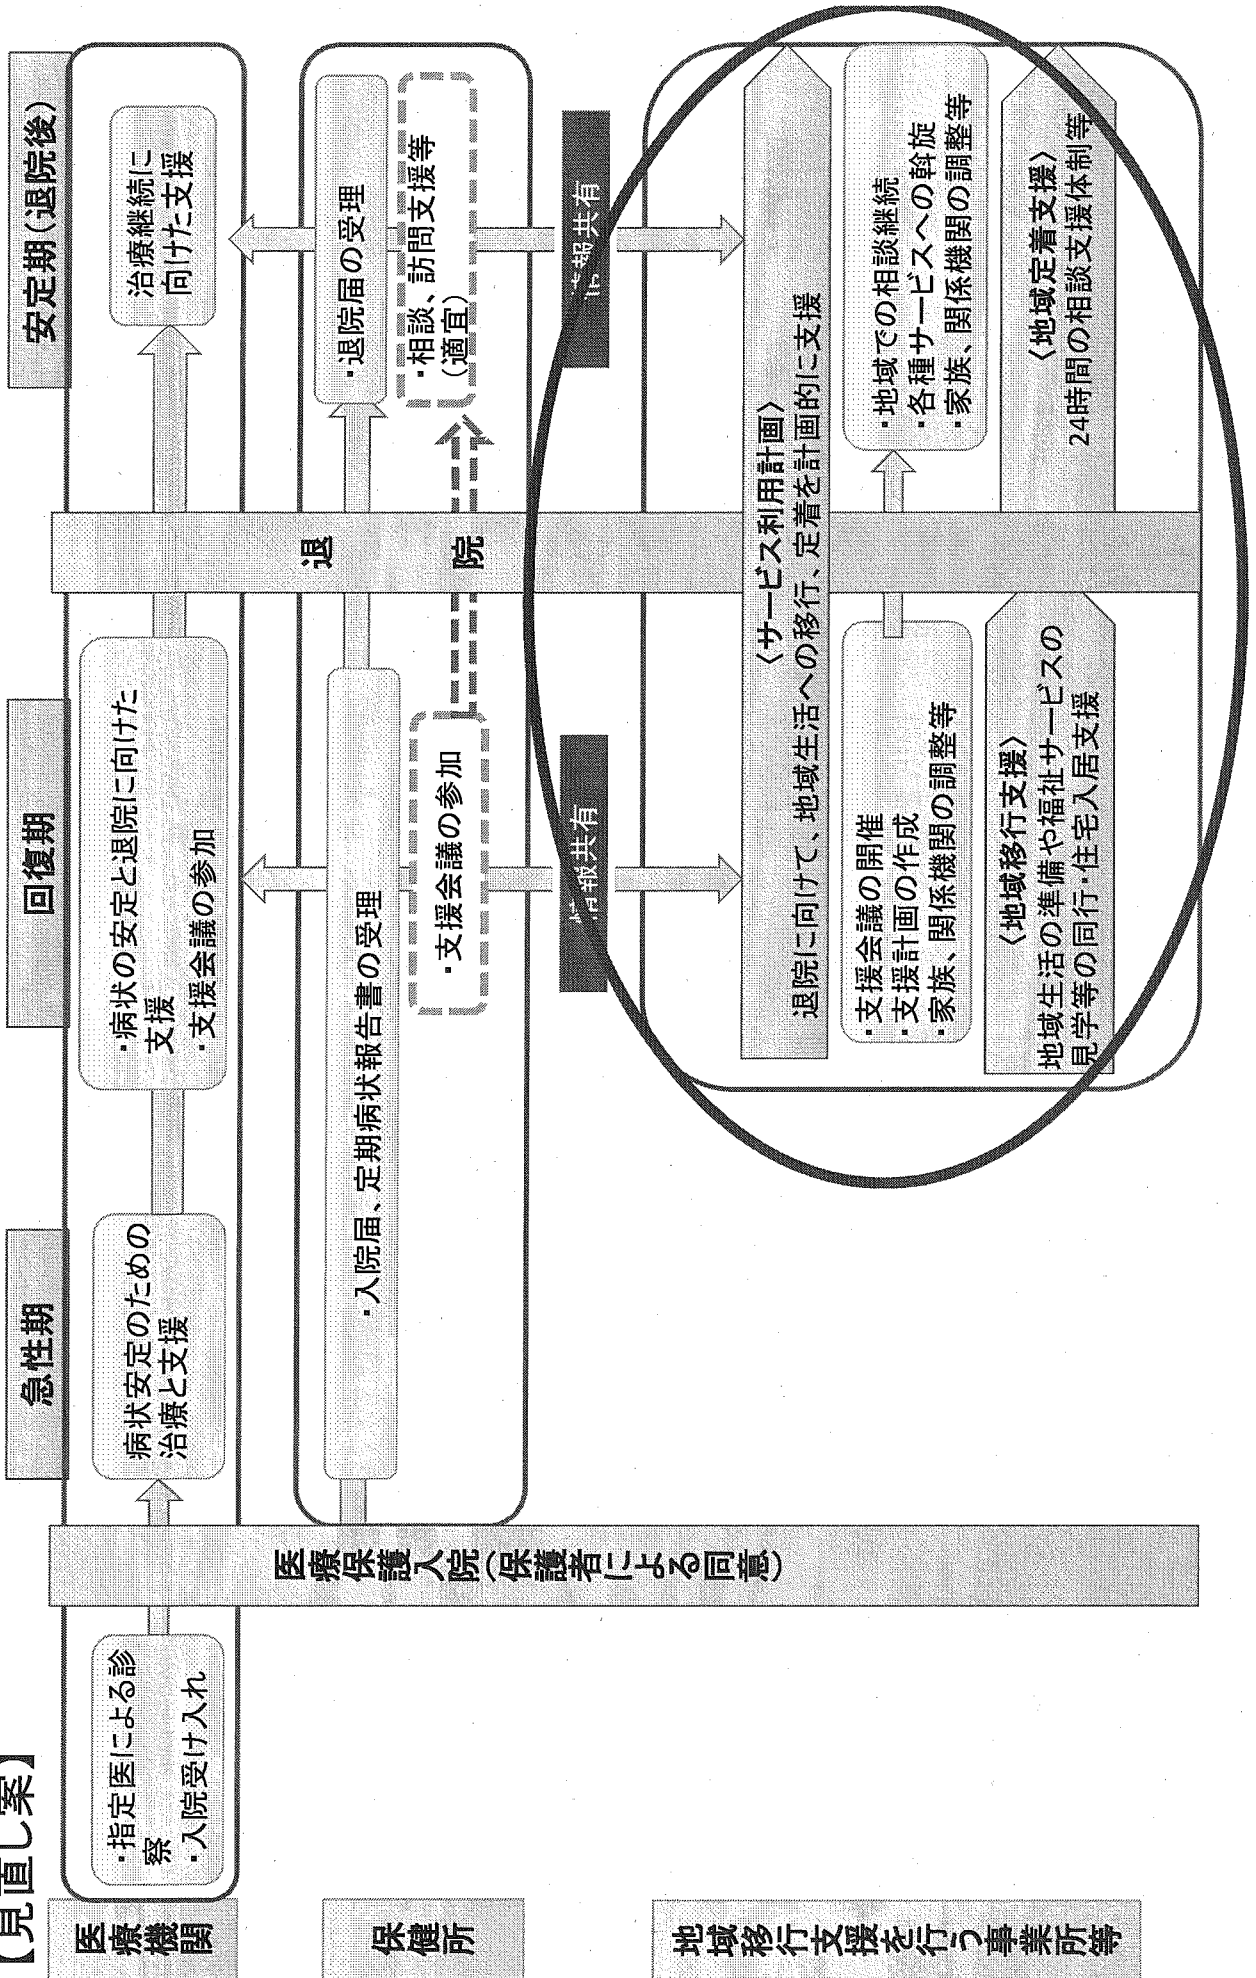 【見直し案】
急性期
回復期
安定期（退院後）
医療機関
・指定医による診
察
・入院受け入れ
医療保護入院（保護者による同意）
病状安定のための
治療と支援
・病状の安定と退院に向けた
支援
・支援会議の参加
退院
治療継続に
向けた支援
保健所
・入院届、定期病状報告書の受理
・支援会議の参加
・退院届の受理
・相談、訪問支援等
（適宜）
情報共有
情報共有
地域移行支援を行う事業所等
〈サービス利用計画〉
退院に向けて、地域生活への移行、定着を計画的に支援
・支援会議の開催
・支援計画の作成
・家族、関係機関の調整等
・地域での相談継続
・各種サービスへの斡旋
・家族、関係機関の調整等
〈地域移行支援〉
地域生活の準備や福祉サービスの
見学等の同行・住宅入居支援
〈地域定着支援〉
24時間の相談支援体制等